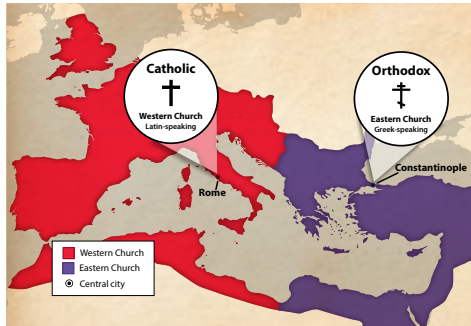 Catholic
Western Church
Latin-speaking
Orthodox
Eastern Church
Greek-speaking
Constantinople
Rome
Western Church
Eastern Church
Central city